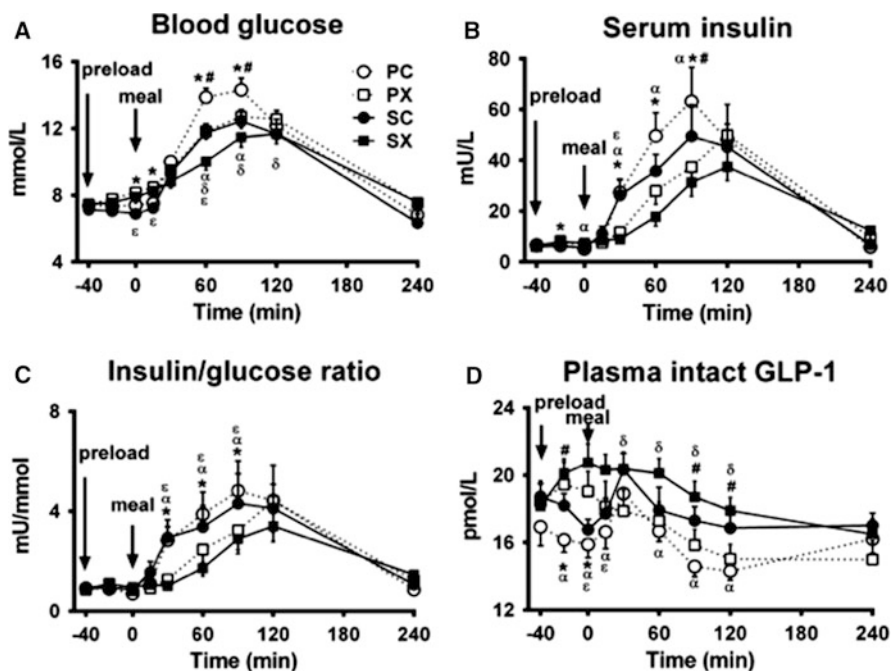 A Blood glucose
16
12
8
4
mmol/L
preload
meal
*#
*#
PC
PX
SC
SX
*
*
ε
ε
α
δ
ε
α
δ
δ
-40 0 60 120 180 240
Time (min)
B Serum insulin
80
60
40
20
0
mU/L
preload
meal
*
α
ε
α
*
α
*
α*#
-40 0 60 120 180 240
Time (min)
C Insulin/glucose ratio
8
4
0
mU/mmol
preload
meal
ε
α
*
ε
α
*
ε
α
*
-40 0 60 120 180 240
Time (min)
D Plasma intact GLP-1
24
20
16
12
pmol/L
preload
meal
#
δ
δ
δ
#
δ
#
*
α
*
α
ε
α
ε
α
α
α
-40 0 60 120 180 240
Time (min)